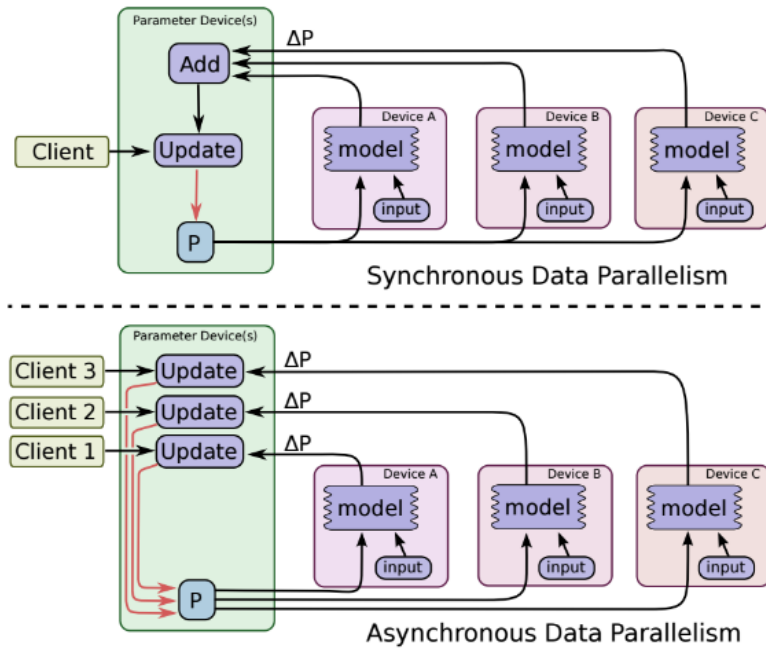 Parameter Device(s)
Add
ΔP
Client
Update
P
Device A
model
input
Device B
model
input
Device C
model
input
Synchronous Data Parallelism
Parameter Device(s)
Client 3
Update
ΔP
Client 2
Update
ΔP
Client 1
Update
ΔP
Device A
model
input
Device B
model
input
Device C
model
input
P
Asynchronous Data Parallelism